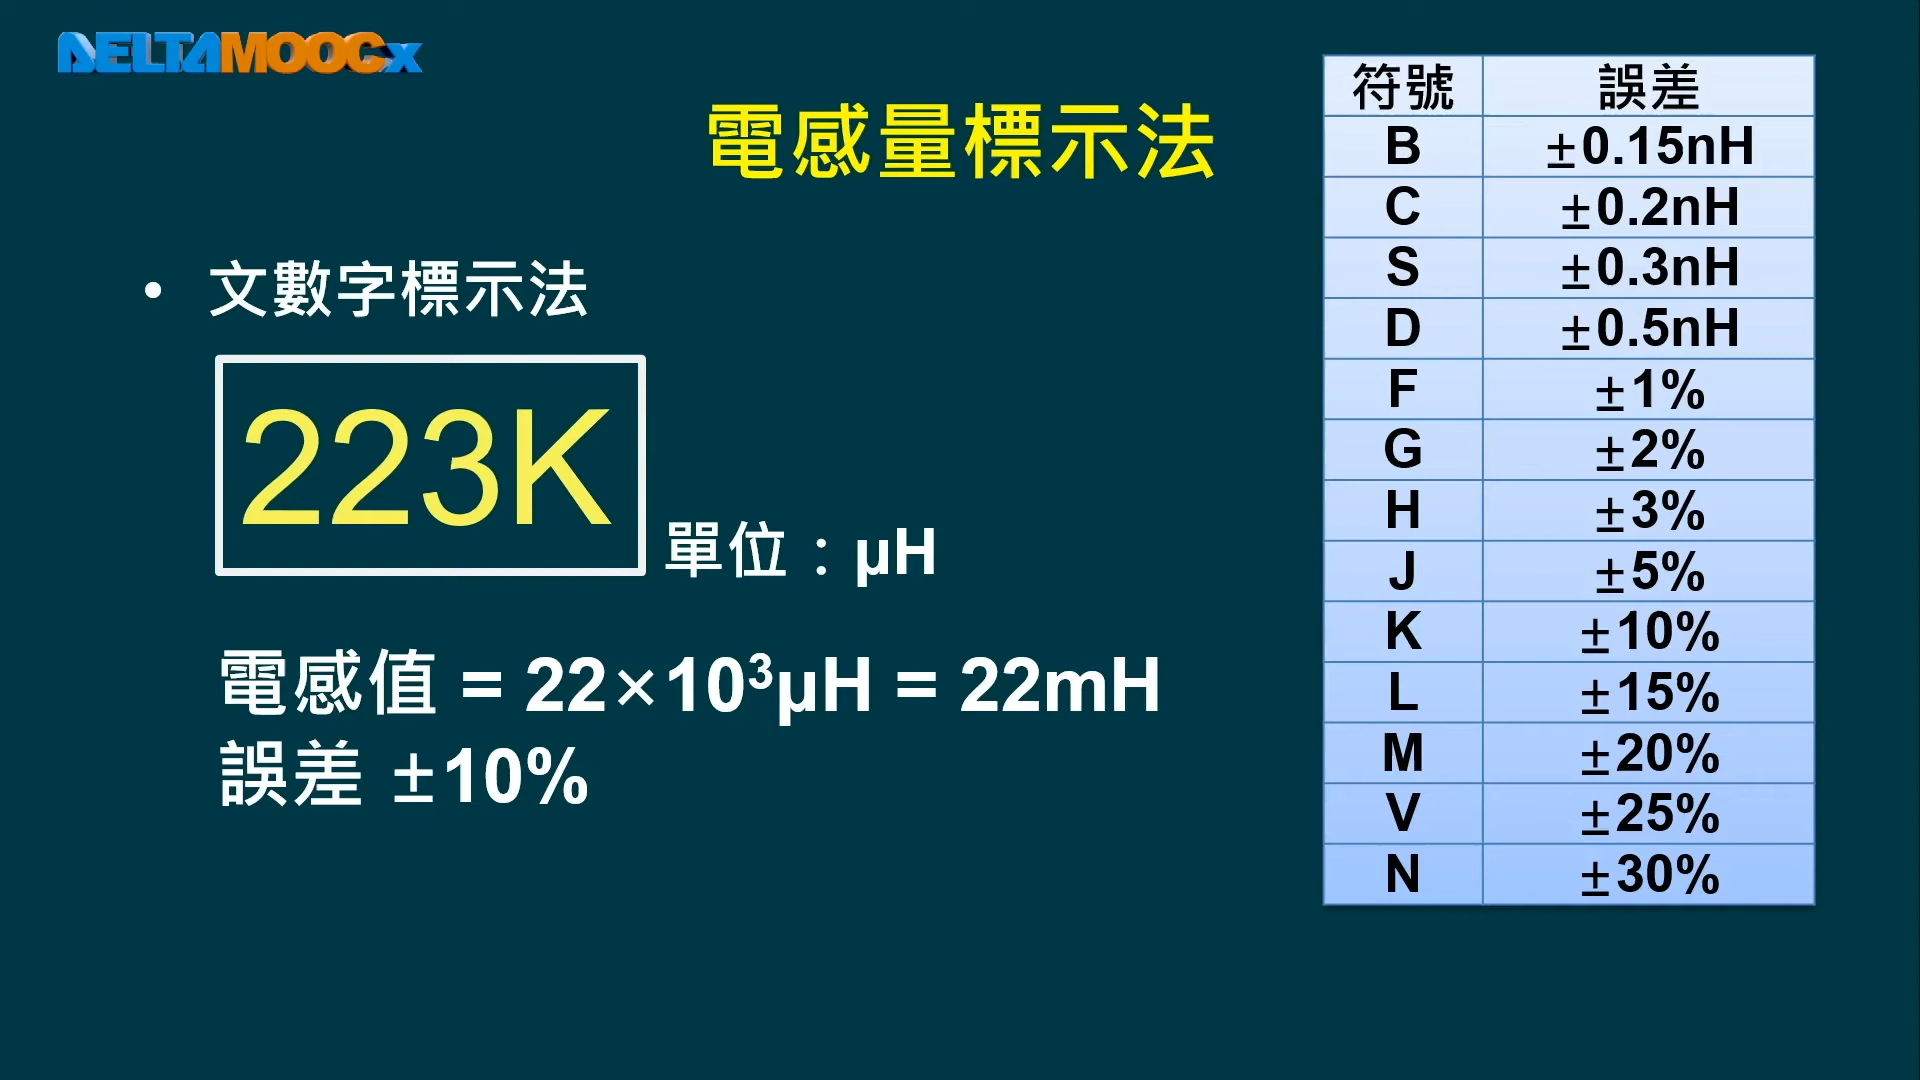 DELTAMOOCx
電感量標示法
• 文數字標示法
223K
單位：μH
電感值 = 22×10³μH = 22mH
誤差 ±10%
符號 誤差
B ±0.15nH
C ±0.2nH
S ±0.3nH
D ±0.5nH
F ±1%
G ±2%
H ±3%
J ±5%
K ±10%
L ±15%
M ±20%
V ±25%
N ±30%